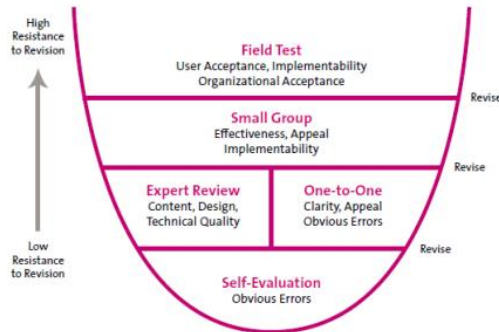 High
Resistance
to Revision
Field Test
User Acceptance, Implementability
Organizational Acceptance
Revise
Small Group
Effectiveness, Appeal
Implementability
Revise
Expert Review
Content, Design,
Technical Quality
One-to-One
Clarity, Appeal
Obvious Errors
Revise
Low
Resistance
to Revision
Self-Evaluation
Obvious Errors